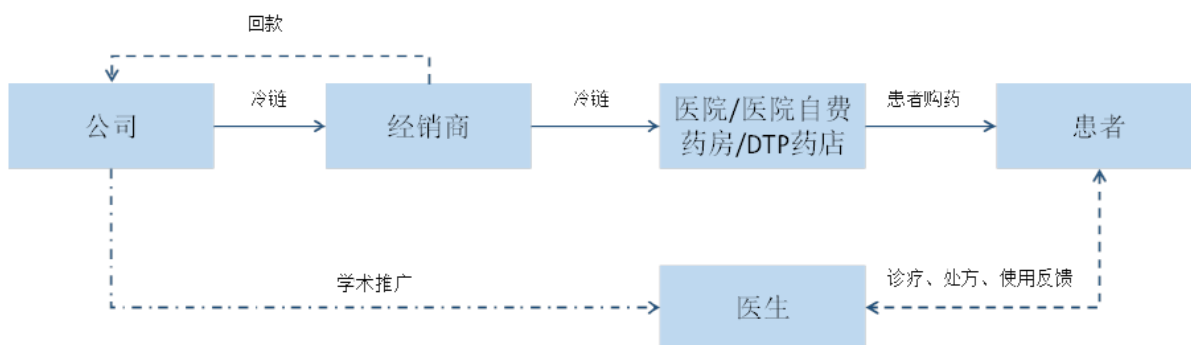 回款
冷链
冷链
患者购药
公司
经销商
医院/医院自费
药房/DTP药店
患者
学术推广
诊疗、处方、使用反馈
医生